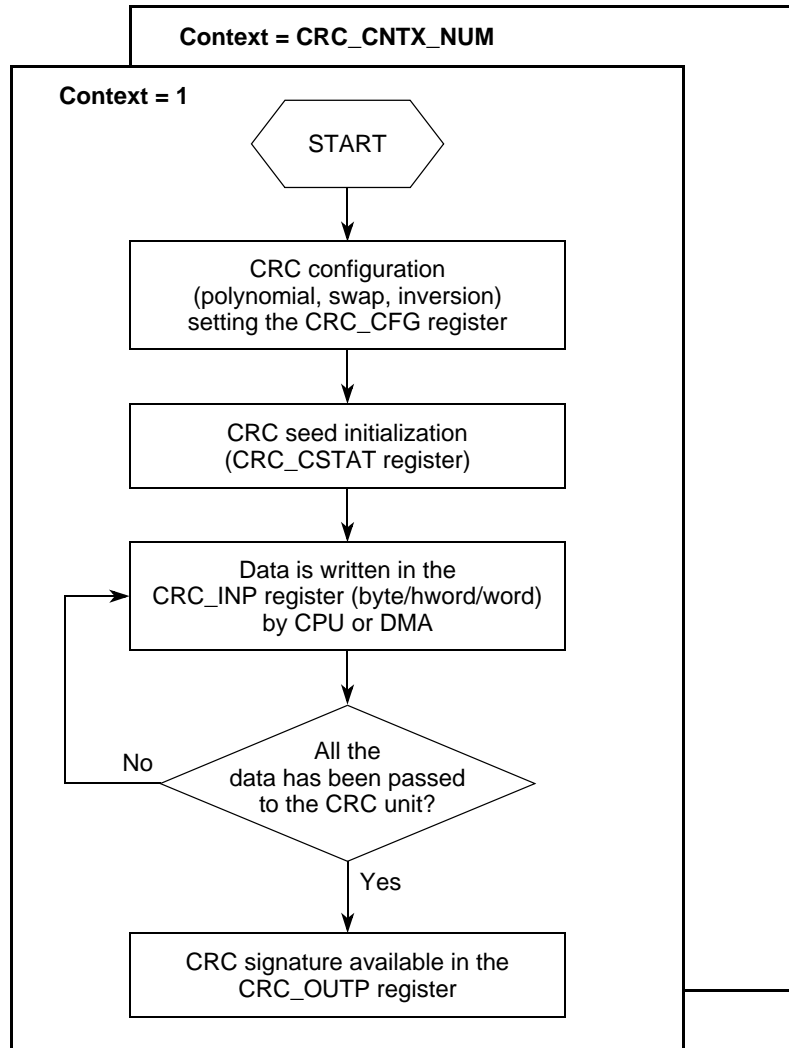 Context = CRC_CNTX_NUM
Context = 1
START
CRC configuration
(polynomial, swap, inversion)
setting the CRC_CFG register
CRC seed initialization
(CRC_CSTAT register)
Data is written in the
CRC_INP register (byte/hword/word)
by CPU or DMA
All the
data has been passed
to the CRC unit?
No
Yes
CRC signature available in the
CRC_OUTP register